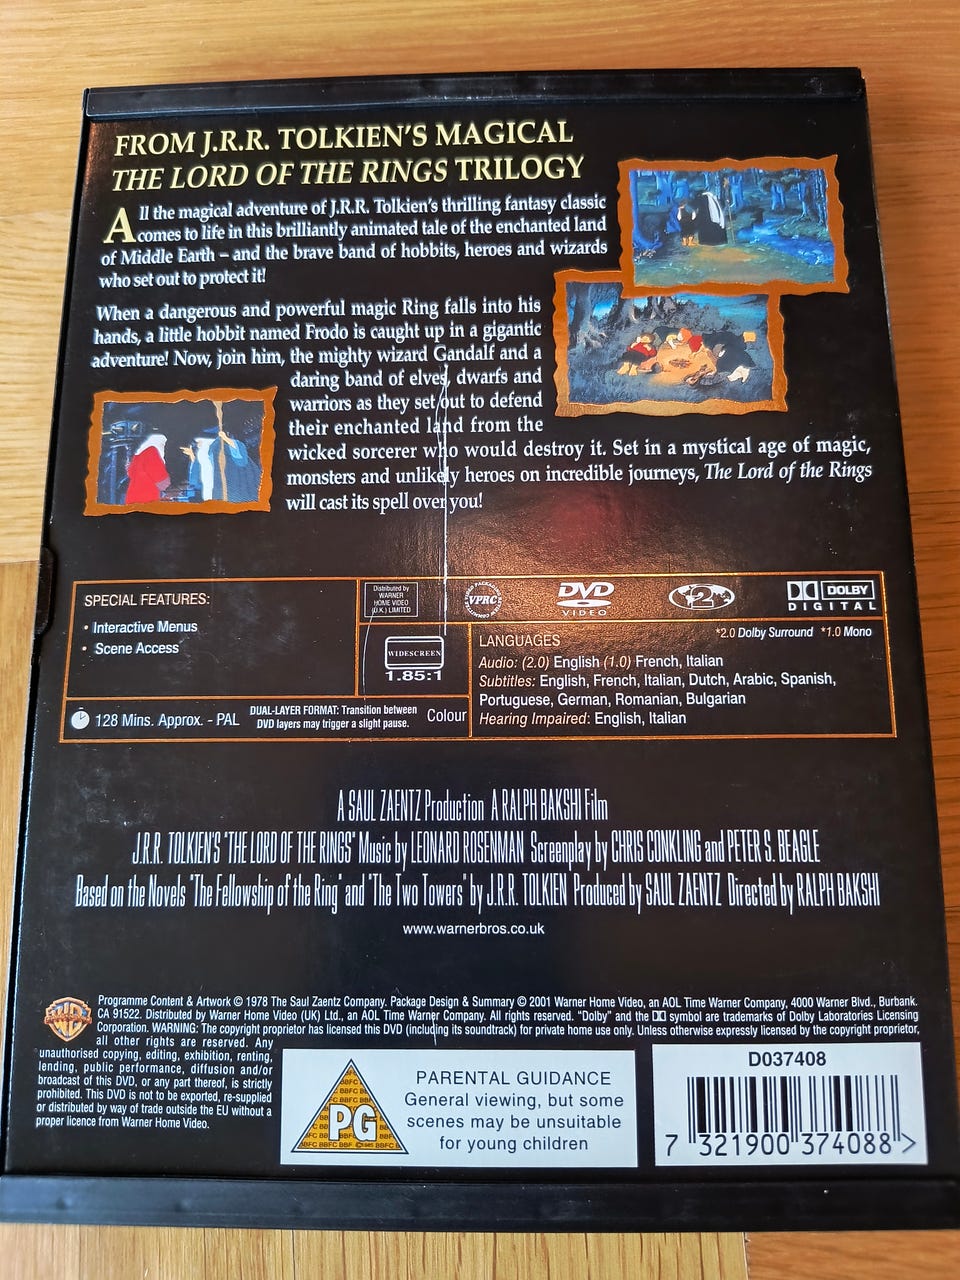 FROM J.R.R. TOLKIEN'S MAGICAL
THE LORD OF THE RINGS TRILOGY
All the magical adventure of J.R.R. Tolkien's thrilling fantasy classic
comes to life in this brilliantly animated tale of the enchanted land
of Middle Earth – and the brave band of hobbits, heroes and wizards
who set out to protect it!
When a dangerous and powerful magic Ring falls into his
hands, a little hobbit named Frodo is caught up in a gigantic
adventure! Now, join him, the mighty wizard Gandalf and a
daring band of elves, dwarfs and
warriors as they set out to defend
their enchanted land from the
wicked sorcerer who would destroy it. Set in a mystical age of magic,
monsters and unlikely heroes on incredible journeys, The Lord of the Rings
will cast its spell over you!
SPECIAL FEATURES:
• Interactive Menus
• Scene Access
Distributed by
WARNER
HOME VIDEO
(U.K.) LIMITED
VPRC
DVD
VIDEO
2
DOLBY
DIGITAL
WIDESCREEN
1.85:1
LANGUAGES
*2.0 Dolby Surround *1.0 Mono
Audio: (2.0) English (1.0) French, Italian
Subtitles: English, French, Italian, Dutch, Arabic, Spanish,
Portuguese, German, Romanian, Bulgarian
Hearing Impaired: English, Italian
128 Mins. Approx. - PAL
DUAL-LAYER FORMAT: Transition between
DVD layers may trigger a slight pause.
Colour
A SAUL ZAENTZ Production A RALPH BAKSHI Film
J.R.R. TOLKIEN'S "THE LORD OF THE RINGS" Music by LEONARD ROSENMAN Screenplay by CHRIS CONKLING and PETER S. BEAGLE
Based on the Novels "The Fellowship of the Ring" and "The Two Towers" by J.R.R. TOLKIEN Produced by SAUL ZAENTZ Directed by RALPH BAKSHI
www.warnerbros.co.uk
WB
Programme Content & Artwork © 1978 The Saul Zaentz Company. Package Design & Summary © 2001 Warner Home Video, an AOL Time Warner Company, 4000 Warner Blvd., Burbank.
CA 91522. Distributed by Warner Home Video (UK) Ltd., an AOL Time Warner Company. All rights reserved. "Dolby" and the symbol are trademarks of Dolby Laboratories Licensing
Corporation. WARNING: The copyright proprietor has licensed this DVD (including its soundtrack) for private home use only. Unless otherwise expressly licensed by the copyright proprietor,
all other rights are reserved. Any
unauthorised copying, editing, exhibition, renting,
lending, public performance, diffusion and/or
broadcast of this DVD, or any part thereof, is strictly
prohibited. This DVD is not to be exported, re-supplied
or distributed by way of trade outside the EU without a
proper licence from Warner Home Video.
PG
PARENTAL GUIDANCE
General viewing, but some
scenes may be unsuitable
for young children
D037408
7 321900 374088 >